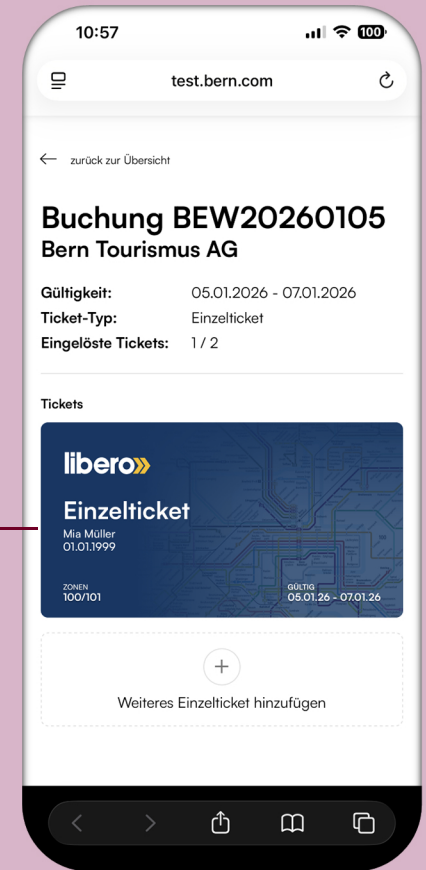 10:57
100
test.bern.com
zurück zur Übersicht
Buchung BEW20260105
Bern Tourismus AG
Gültigkeit: 05.01.2026 - 07.01.2026
Ticket-Typ: Einzelticket
Eingelöste Tickets: 1 / 2
Tickets
libero
Einzelticket
Mia Müller
01.01.1999
ZONEN
100/101
GÜLTIG
05.01.26 - 07.01.26
Weiteres Einzelticket hinzufügen